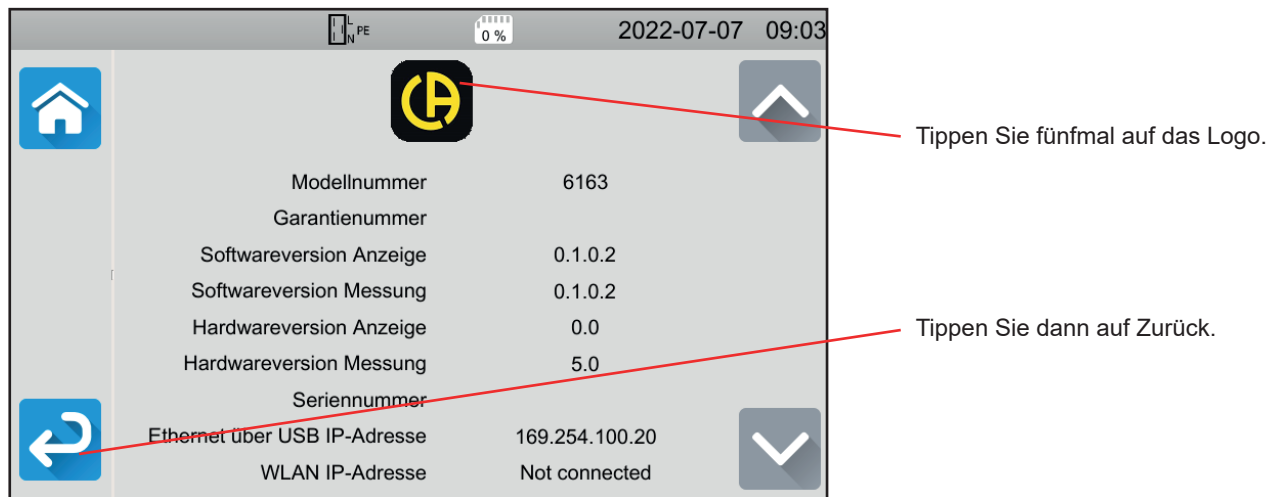 L
N PE 0 % 2022-07-07 09:03
CA
Tippen Sie fünfmal auf das Logo.
Modellnummer 6163
Garantienummer
Softwareversion Anzeige 0.1.0.2
Softwareversion Messung 0.1.0.2
Hardwareversion Anzeige 0.0
Tippen Sie dann auf Zurück.
Hardwareversion Messung 5.0
Seriennummer
Ethernet über USB IP-Adresse 169.254.100.20
WLAN IP-Adresse Not connected